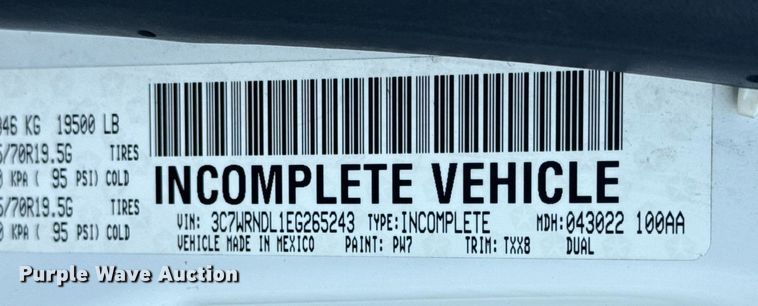 046 KG 19500 LB
5/70R19.5G TIRES
0 KPA ( 95 PSI) COLD
5/70R19.5G TIRES
0 KPA ( 95 PSI) COLD
INCOMPLETE VEHICLE
VIN: 3C7WRNDL1EG265243 TYPE: INCOMPLETE MDH: 043022 100AA
VEHICLE MADE IN MEXICO PAINT: PW7 TRIM: TXX8 DUAL
Purple Wave Auction